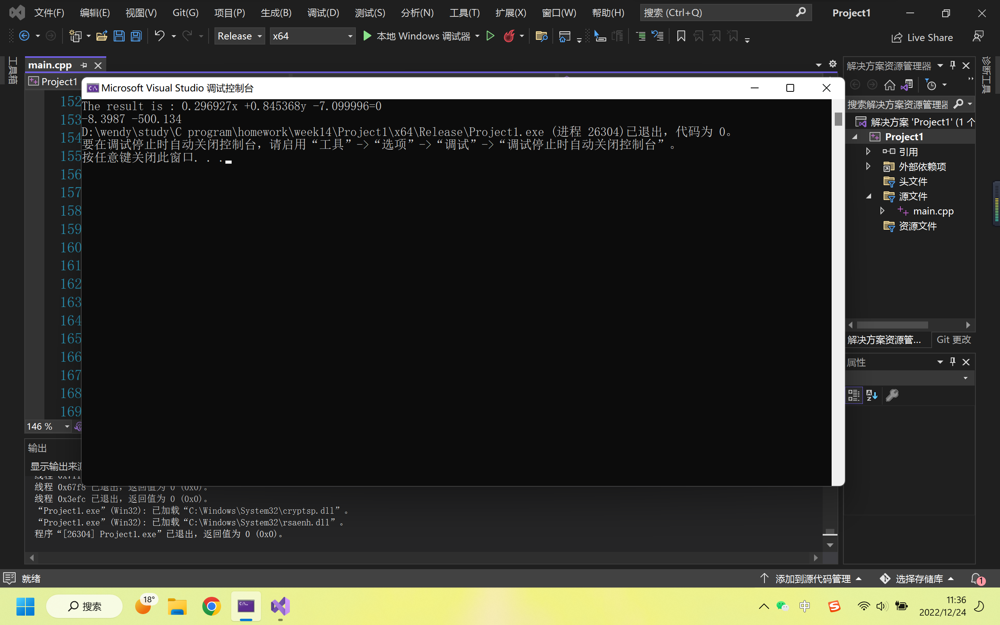 文件(F) 编辑(E) 视图(V) Git(G) 项目(P) 生成(B) 调试(D) 测试(S) 分析(N) 工具(T) 扩展(X) 窗口(W) 帮助(H) 搜索 (Ctrl+Q) Project1
Release x64 本地 Windows 调试器 Live Share
工具箱
main.cpp
Project1
Microsoft Visual Studio 调试控制台
The result is : 0.296927x +0.845368y -7.099996=0
-8.3987 -500.134
D:\wendy\study\C program\homework\week14\Project1\x64\Release\Project1.exe (进程 26304)已退出，代码为 0。
要在调试停止时自动关闭控制台，请启用“工具”->“选项”->“调试”->“调试停止时自动关闭控制台”。
按任意键关闭此窗口. . .
152
153
154
155
156
157
158
159
160
161
162
163
164
165
166
167
168
169
146 %
输出
显示输出来
线程 0x67f8 已退出，返回值为 0 (0x0)。
线程 0x3efc 已退出，返回值为 0 (0x0)。
“Project1.exe”(Win32): 已加载“C:\Windows\System32\cryptsp.dll”。
“Project1.exe”(Win32): 已加载“C:\Windows\System32\rsaenh.dll”。
程序“[26304] Project1.exe”已退出，返回值为 0 (0x0)。
解决方案资源管理器
搜索解决方案资源管理器
解决方案 'Project1' (1 个
Project1
引用
外部依赖项
头文件
源文件
main.cpp
资源文件
解决方案资源管... Git 更改
属性
诊断工具
就绪 添加到源代码管理 选择存储库 1
18° 搜索 中 11:36
2022/12/24